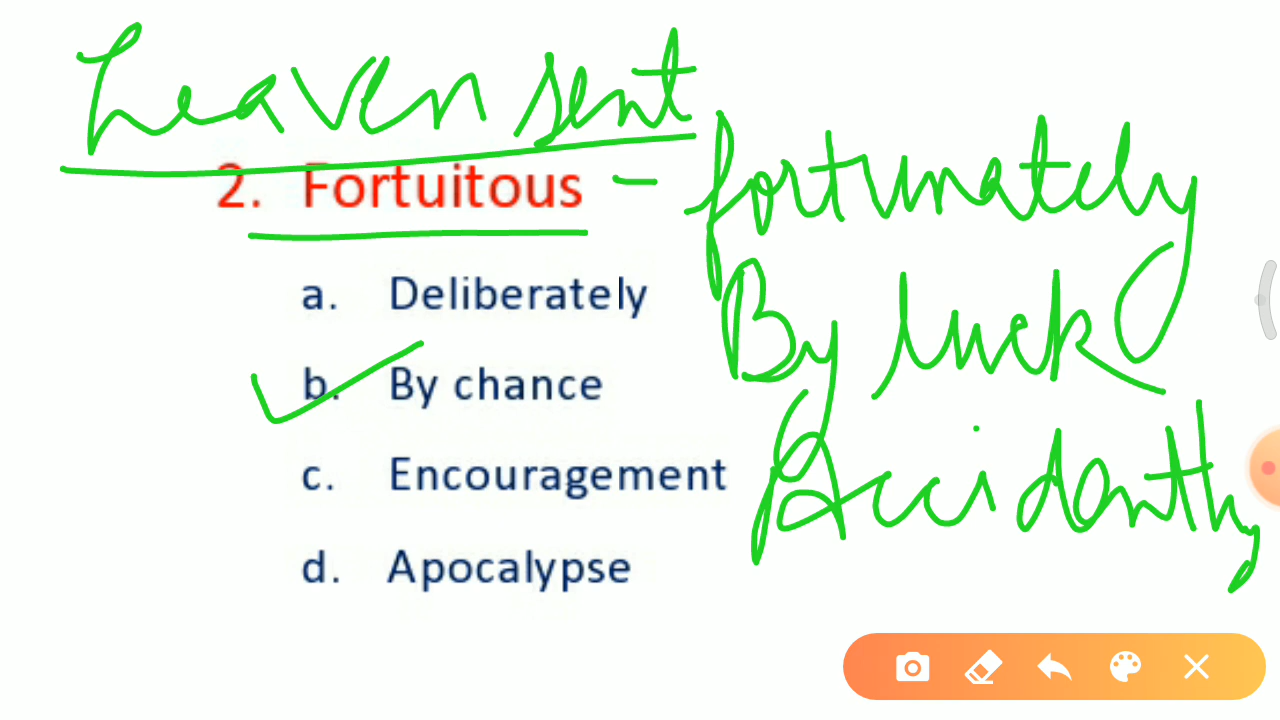 heaven sent
2. Fortuitous - fortunately
a. Deliberately
By luck
b. By chance
c. Encouragement
Accidently
d. Apocalypse